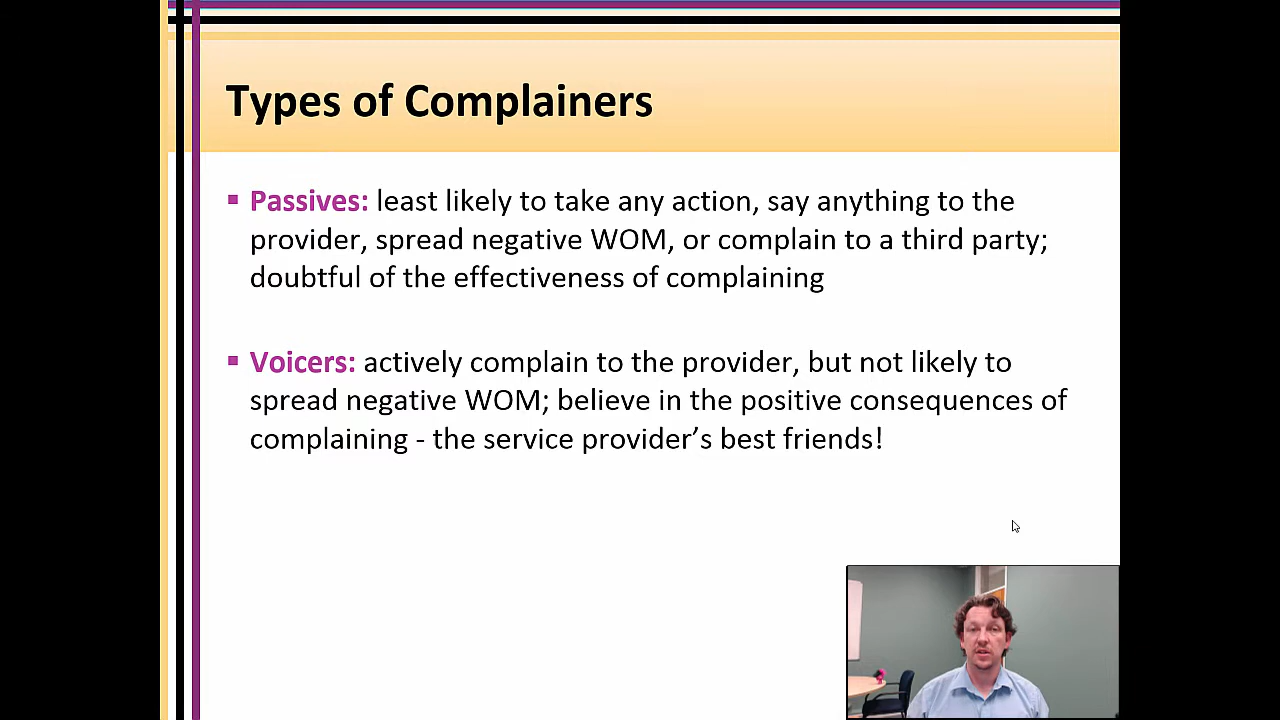 Types of Complainers
▪ Passives: least likely to take any action, say anything to the
provider, spread negative WOM, or complain to a third party;
doubtful of the effectiveness of complaining
▪ Voicers: actively complain to the provider, but not likely to
spread negative WOM; believe in the positive consequences of
complaining - the service provider’s best friends!